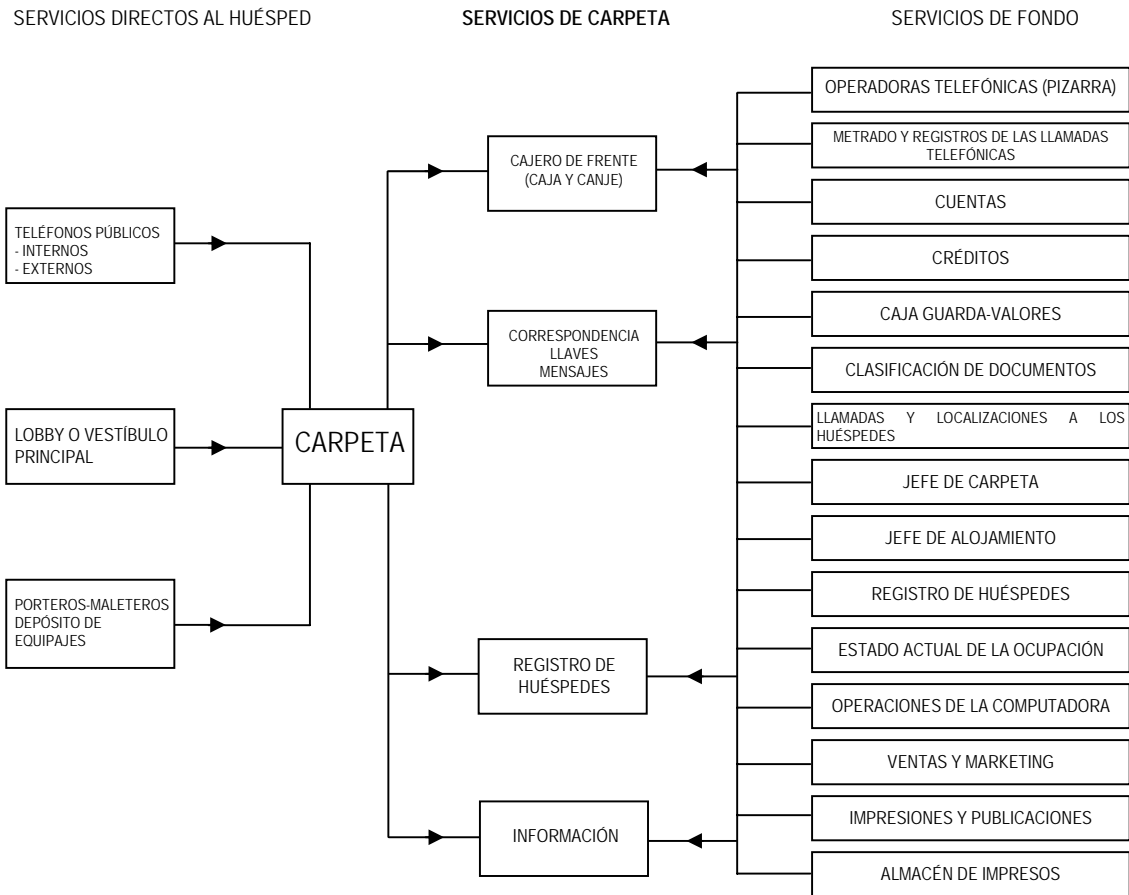 SERVICIOS DIRECTOS AL HUÉSPED
SERVICIOS DE CARPETA
SERVICIOS DE FONDO
TELÉFONOS PÚBLICOS
- INTERNOS
- EXTERNOS
LOBBY O VESTÍBULO
PRINCIPAL
PORTEROS-MALETEROS
DEPÓSITO DE
EQUIPAJES
CARPETA
CAJERO DE FRENTE
(CAJA Y CANJE)
CORRESPONDENCIA
LLAVES
MENSAJES
REGISTRO DE
HUÉSPEDES
INFORMACIÓN
OPERADORAS TELEFÓNICAS (PIZARRA)
METRADO Y REGISTROS DE LAS LLAMADAS
TELEFÓNICAS
CUENTAS
CRÉDITOS
CAJA GUARDA-VALORES
CLASIFICACIÓN DE DOCUMENTOS
LLAMADAS Y LOCALIZACIONES A LOS
HUÉSPEDES
JEFE DE CARPETA
JEFE DE ALOJAMIENTO
REGISTRO DE HUÉSPEDES
ESTADO ACTUAL DE LA OCUPACIÓN
OPERACIONES DE LA COMPUTADORA
VENTAS Y MARKETING
IMPRESIONES Y PUBLICACIONES
ALMACÉN DE IMPRESOS